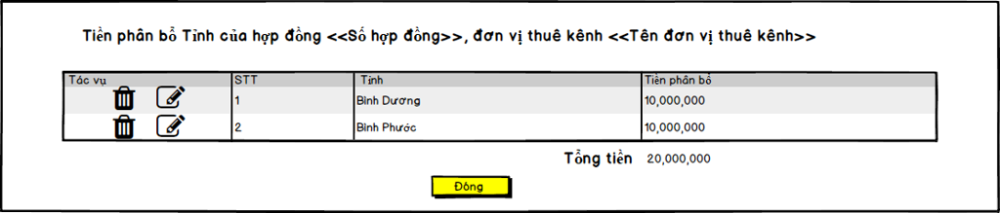 Tiền phân bổ Tỉnh của hợp đồng <<Số hợp đồng>>, đơn vị thuê kênh <<Tên đơn vị thuê kênh>>
Tác vụ STT Tỉnh Tiền phân bổ
1 Bình Dương 10,000,000
2 Bình Phước 10,000,000
Tổng tiền 20,000,000
Đóng